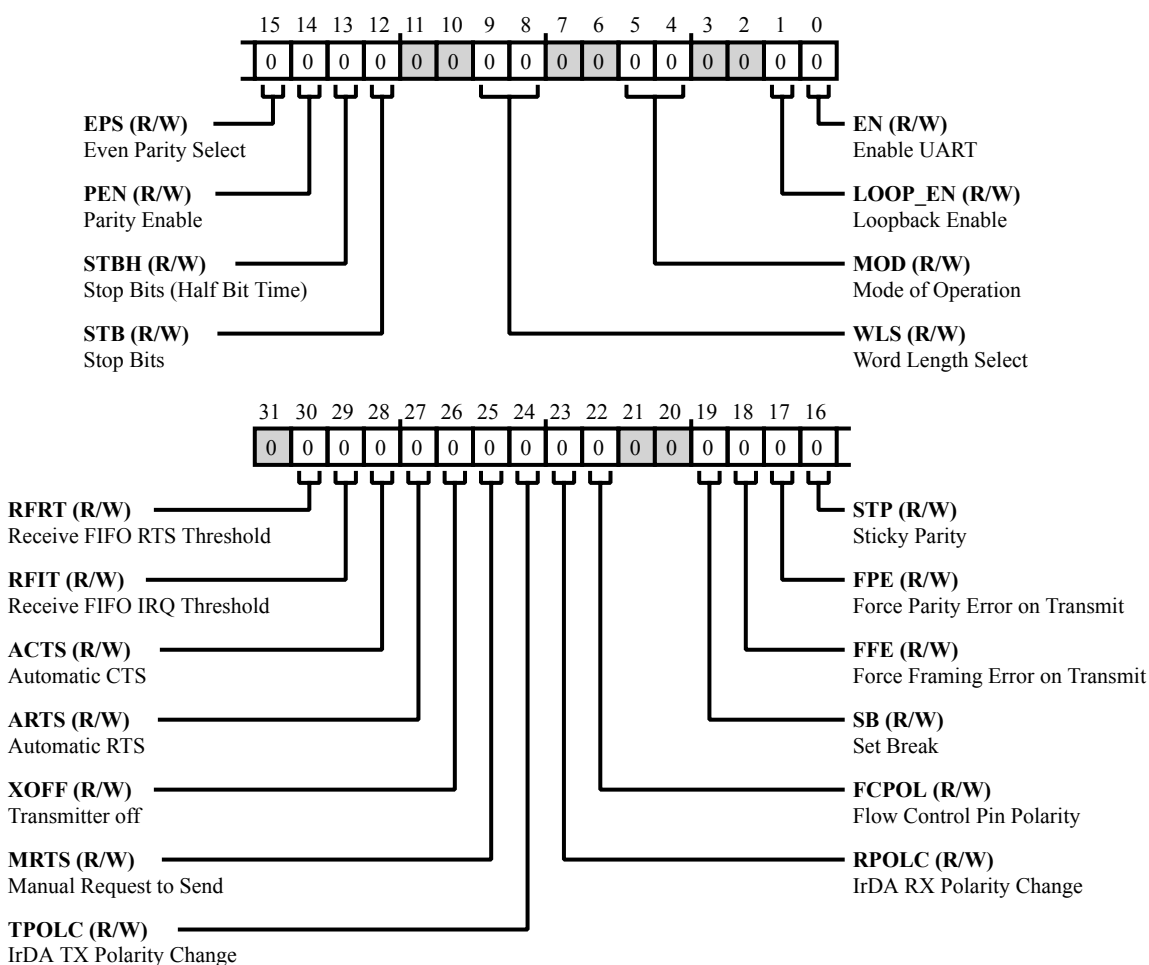 15 14 13 12 11 10 9 8 7 6 5 4 3 2 1 0
0 0 0 0 0 0 0 0 0 0 0 0 0 0 0 0
EPS (R/W)
Even Parity Select
PEN (R/W)
Parity Enable
STBH (R/W)
Stop Bits (Half Bit Time)
STB (R/W)
Stop Bits
EN (R/W)
Enable UART
LOOP_EN (R/W)
Loopback Enable
MOD (R/W)
Mode of Operation
WLS (R/W)
Word Length Select
31 30 29 28 27 26 25 24 23 22 21 20 19 18 17 16
0 0 0 0 0 0 0 0 0 0 0 0 0 0 0 0
RFRT (R/W)
Receive FIFO RTS Threshold
RFIT (R/W)
Receive FIFO IRQ Threshold
ACTS (R/W)
Automatic CTS
ARTS (R/W)
Automatic RTS
XOFF (R/W)
Transmitter off
MRTS (R/W)
Manual Request to Send
TPOLC (R/W)
IrDA TX Polarity Change
STP (R/W)
Sticky Parity
FPE (R/W)
Force Parity Error on Transmit
FFE (R/W)
Force Framing Error on Transmit
SB (R/W)
Set Break
FCPOL (R/W)
Flow Control Pin Polarity
RPOLC (R/W)
IrDA RX Polarity Change